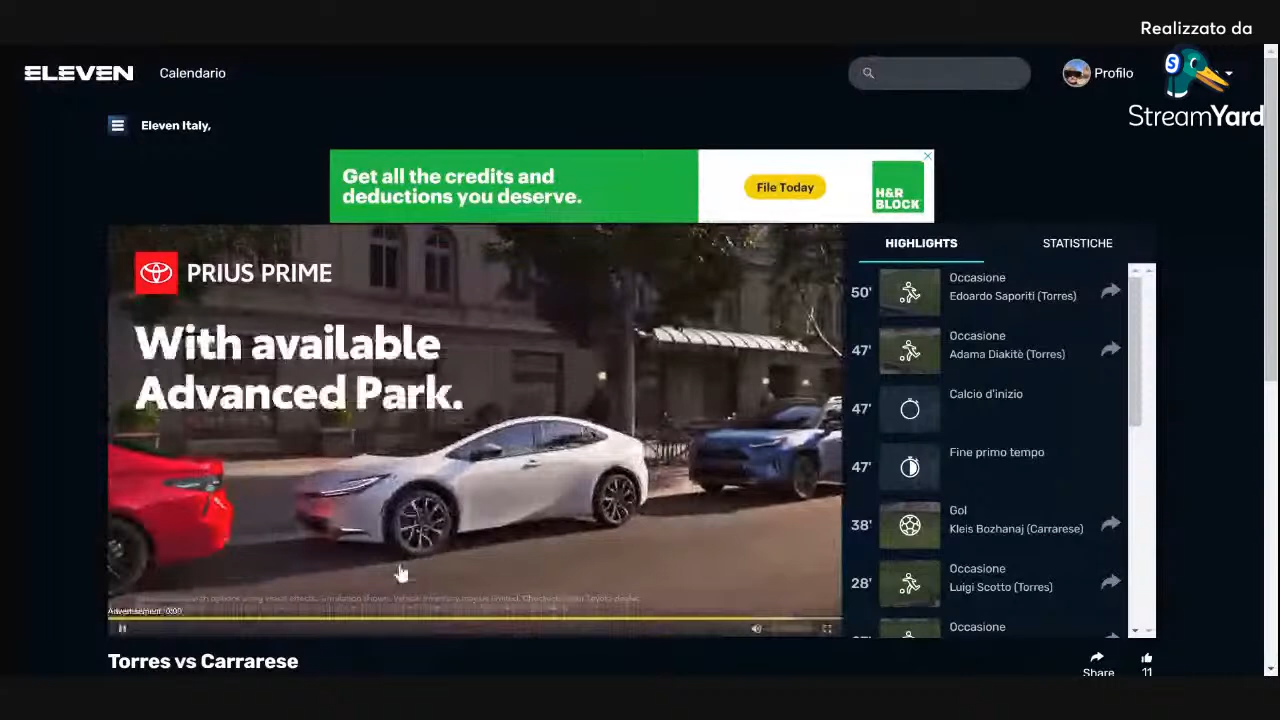 Realizzato da
ELEVEN
Calendario
Profilo
S
StreamYard
Eleven Italy,
Get all the credits and
deductions you deserve.
File Today
H&R
BLOCK
HIGHLIGHTS
STATISTICHE
PRIUS PRIME
With available
Advanced Park.
50'
Occasione
Edoardo Saporiti (Torres)
47'
Occasione
Adama Diakitè (Torres)
47'
Calcio d'inizio
47'
Fine primo tempo
38'
Gol
Kleis Bozhanaj (Carrarese)
28'
Occasione
Luigi Scotto (Torres)
Occasione
Advertisement: 0:00
Torres vs Carrarese
Share
11